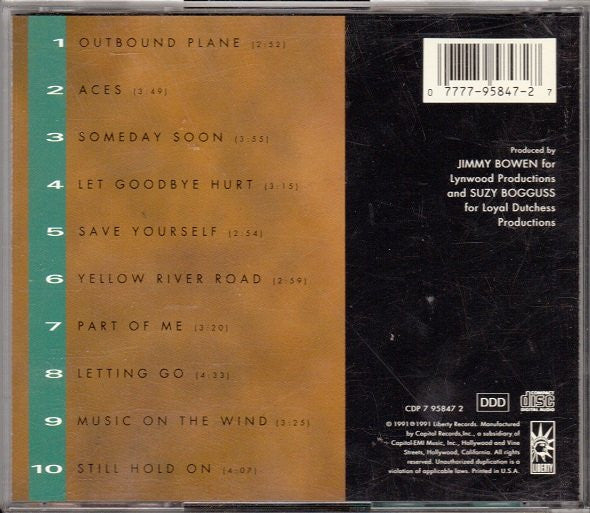 1 OUTBOUND PLANE (2:52)
2 ACES (3:49)
3 SOMEDAY SOON (3:55)
4 LET GOODBYE HURT (3:15)
5 SAVE YOURSELF (2:54)
6 YELLOW RIVER ROAD (2:59)
7 PART OF ME (3:20)
8 LETTING GO (4:33)
9 MUSIC ON THE WIND (3:25)
10 STILL HOLD ON (4:07)
0 7777-95847-2 7
Produced by
JIMMY BOWEN for
Lynwood Productions
and SUZY BOGGUSS
for Loyal Dutchess
Productions
CDP 7 95847 2
DDD
COMPACT
disc
DIGITAL AUDIO
© 1991 ℗ 1991 Liberty Records. Manufactured
by Capitol Records, Inc., a subsidiary of
Capitol-EMI Music, Inc., Hollywood and Vine
Streets, Hollywood, California. All rights
reserved. Unauthorized duplication is a
violation of applicable laws. Printed in U.S.A.
LIBERTY